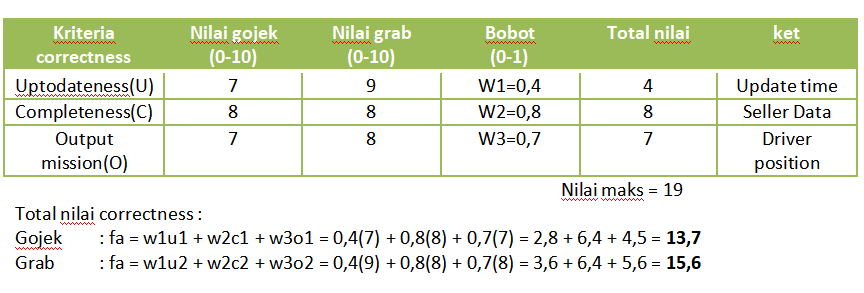 Kriteria correctness Nilai gojek (0-10) Nilai grab (0-10) Bobot (0-1) Total nilai ket
Uptodateness(U) 7 9 W1=0,4 4 Update time
Completeness(C) 8 8 W2=0,8 8 Seller Data
Output mission(O) 7 8 W3=0,7 7 Driver position
Nilai maks = 19
Total nilai correctness :
Gojek : fa = w1u1 + w2c1 + w3o1 = 0,4(7) + 0,8(8) + 0,7(7) = 2,8 + 6,4 + 4,5 = 13,7
Grab : fa = w1u2 + w2c2 + w3o2 = 0,4(9) + 0,8(8) + 0,7(8) = 3,6 + 6,4 + 5,6 = 15,6